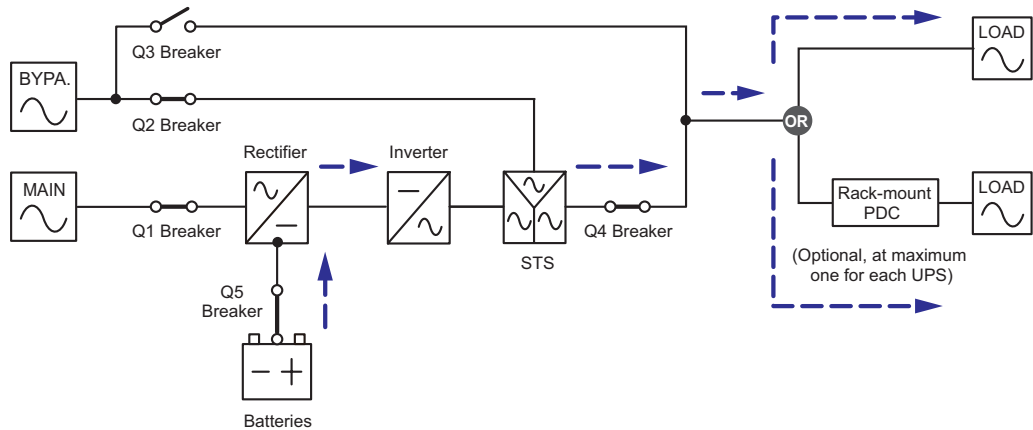 Q3 Breaker
BYPA.
Q2 Breaker
LOAD
OR
Rectifier
Inverter
MAIN
Q1 Breaker
STS
Q4 Breaker
Rack-mount
PDC
LOAD
(Optional, at maximum
one for each UPS)
Q5
Breaker
Batteries